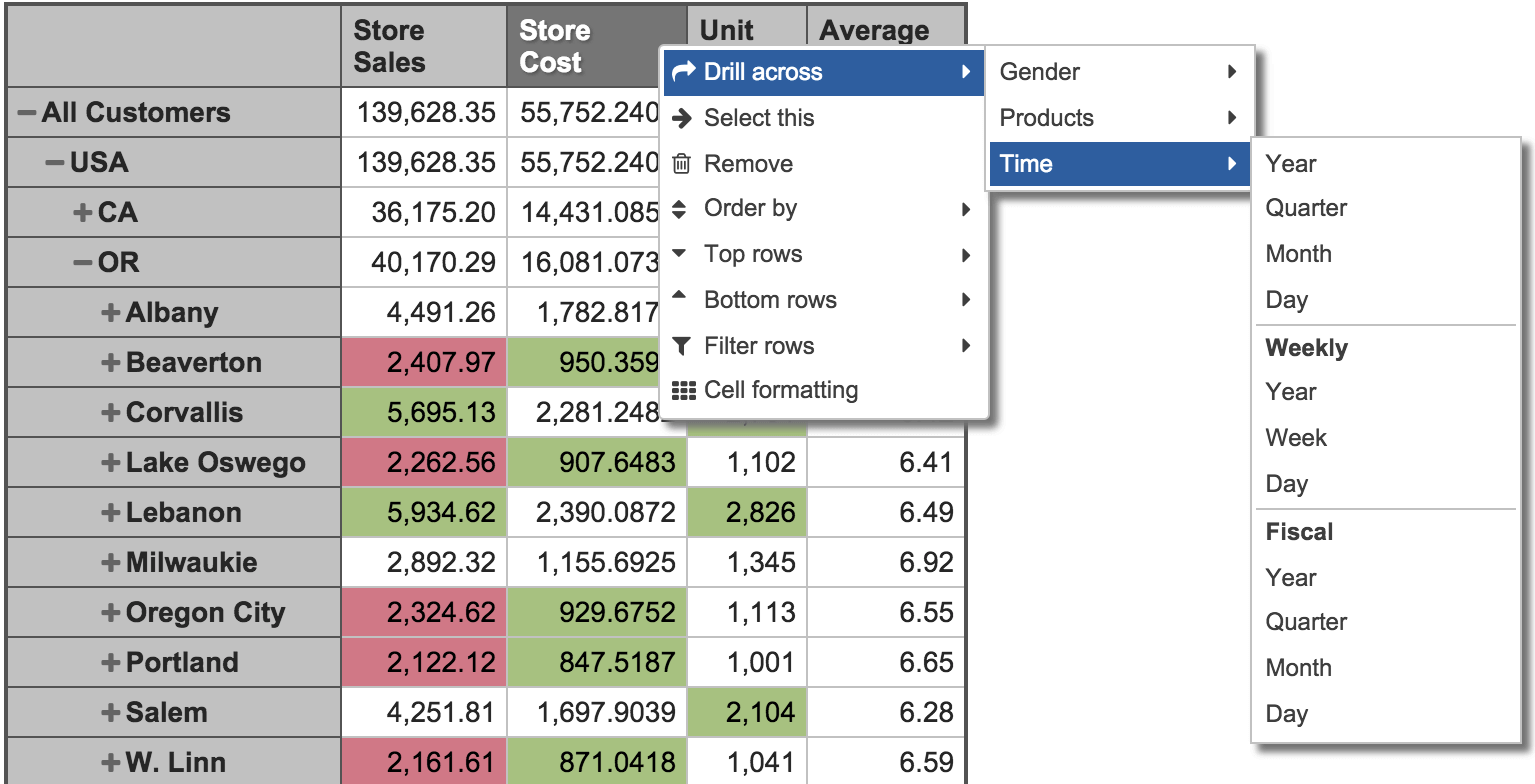 Store Sales Store Cost Unit Average
All Customers 139,628.35 55,752.240
USA 139,628.35 55,752.240
CA 36,175.20 14,431.085
OR 40,170.29 16,081.073
Albany 4,491.26 1,782.817
Beaverton 2,407.97 950.359
Corvallis 5,695.13 2,281.248
Lake Oswego 2,262.56 907.6483 1,102 6.41
Lebanon 5,934.62 2,390.0872 2,826 6.49
Milwaukie 2,892.32 1,155.6925 1,345 6.92
Oregon City 2,324.62 929.6752 1,113 6.55
Portland 2,122.12 847.5187 1,001 6.65
Salem 4,251.81 1,697.9039 2,104 6.28
W. Linn 2,161.61 871.0418 1,041 6.59
Drill across
Select this
Remove
Order by
Top rows
Bottom rows
Filter rows
Cell formatting
Gender
Products
Time
Year
Quarter
Month
Day
Weekly
Year
Week
Day
Fiscal
Year
Quarter
Month
Day